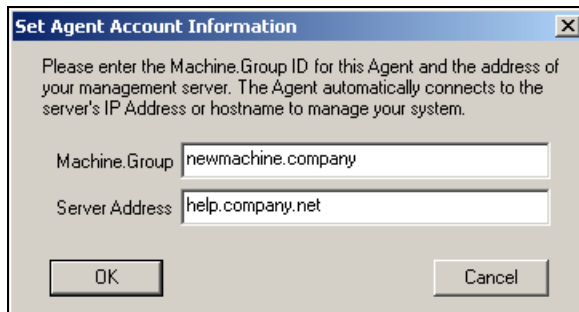 Set Agent Account Information
Please enter the Machine.Group ID for this Agent and the address of
your management server. The Agent automatically connects to the
server's IP Address or hostname to manage your system.
Machine.Group newmachine.company
Server Address help.company.net
OK Cancel